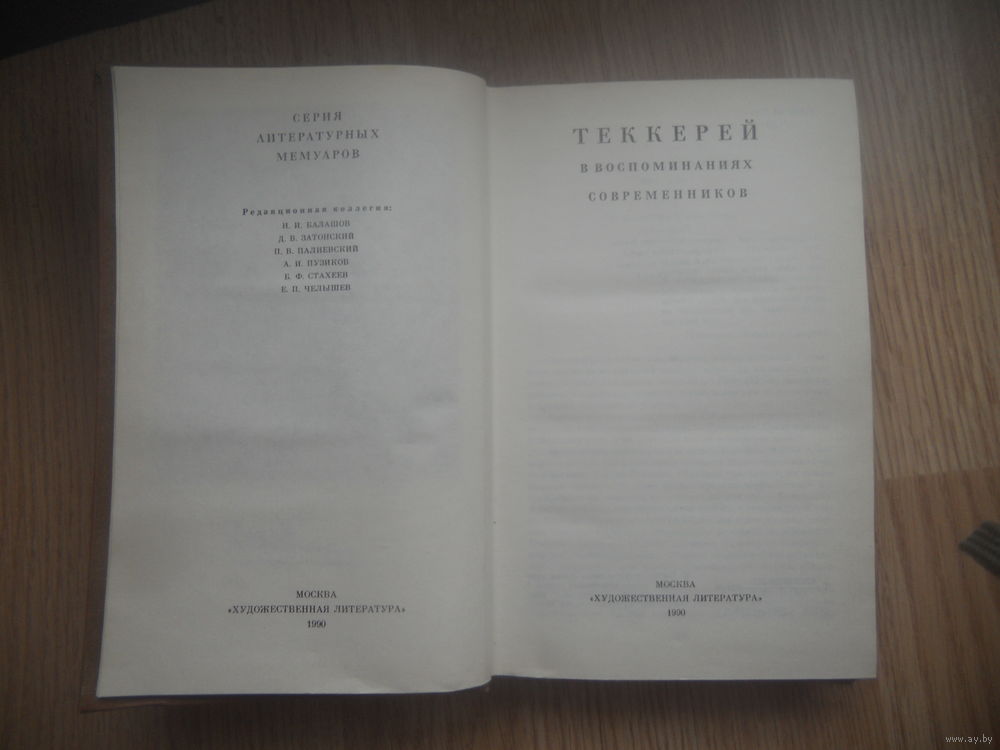 СЕРИЯ
ЛИТЕРАТУРНЫХ
МЕМУАРОВ
Редакционная коллегия:
И. И. БАЛАШОВ
Д. В. ЗАТОНСКИЙ
П. В. ПАЛИЕВСКИЙ
А. И. ПУЗИКОВ
Б. Ф. СТАХЕЕВ
Е. П. ЧЕЛЫШЕВ
МОСКВА
«ХУДОЖЕСТВЕННАЯ ЛИТЕРАТУРА»
1990
ТЕККЕРЕЙ
В ВОСПОМИНАНИЯХ
СОВРЕМЕННИКОВ
МОСКВА
«ХУДОЖЕСТВЕННАЯ ЛИТЕРАТУРА»
1990
www.ay.by